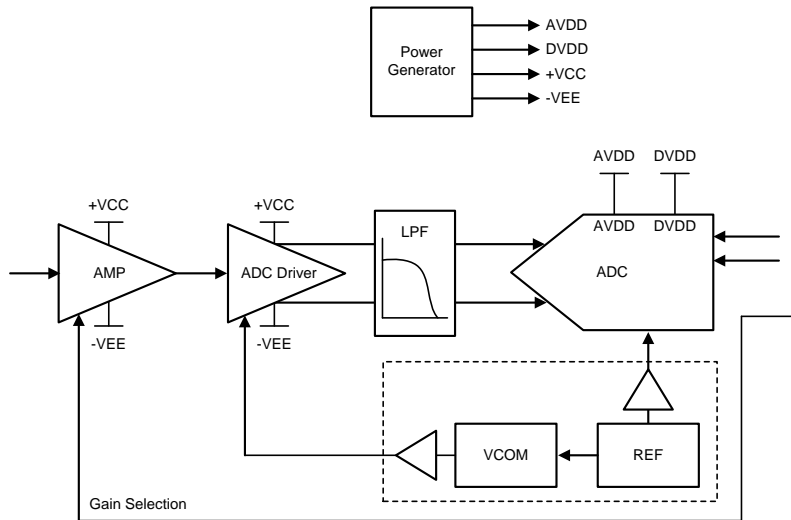 Power
Generator
AVDD
DVDD
+VCC
-VEE
AVDD DVDD
+VCC
+VCC
LPF
AVDD DVDD
AMP
ADC Driver
ADC
-VEE
-VEE
VCOM
REF
Gain Selection